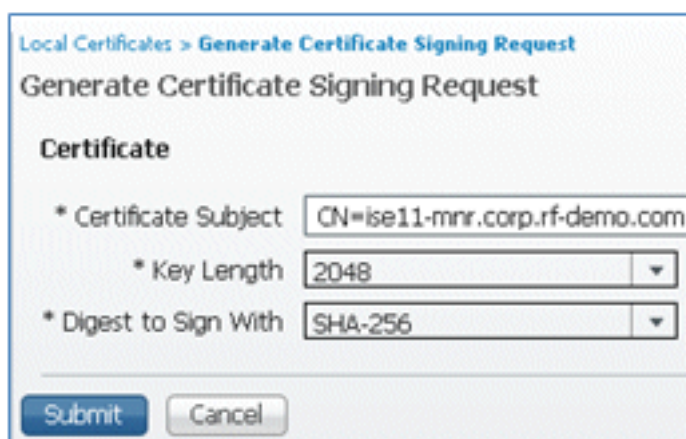 Local Certificates > Generate Certificate Signing Request
Generate Certificate Signing Request
Certificate
* Certificate Subject CN=ise11-mnr.corp.rf-demo.com
* Key Length 2048
* Digest to Sign With SHA-256
Submit Cancel